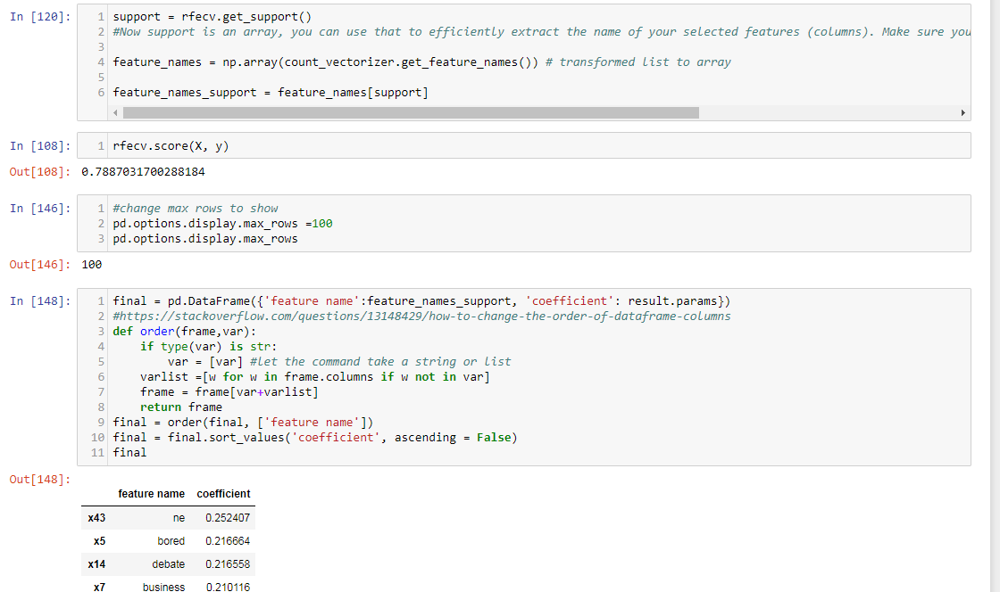 In [120]:
1 support = rfecv.get_support()
2 #Now support is an array, you can use that to efficiently extract the name of your selected features (columns). Make sure you
3
4 feature_names = np.array(count_vectorizer.get_feature_names()) # transformed list to array
5
6 feature_names_support = feature_names[support]
In [108]:
1 rfecv.score(X, y)
Out[108]: 0.7887031700288184
In [146]:
1 #change max rows to show
2 pd.options.display.max_rows =100
3 pd.options.display.max_rows
Out[146]: 100
In [148]:
1 final = pd.DataFrame({'feature name':feature_names_support, 'coefficient': result.params})
2 #https://stackoverflow.com/questions/13148429/how-to-change-the-order-of-dataframe-columns
3 def order(frame,var):
4     if type(var) is str:
5         var = [var] #let the command take a string or list
6     varlist =[w for w in frame.columns if w not in var]
7     frame = frame[var+varlist]
8     return frame
9 final = order(final, ['feature name'])
10 final = final.sort_values('coefficient', ascending = False)
11 final
Out[148]:
feature name coefficient
x43 ne 0.252407
x5 bored 0.216664
x14 debate 0.216558
x7 business 0.210116